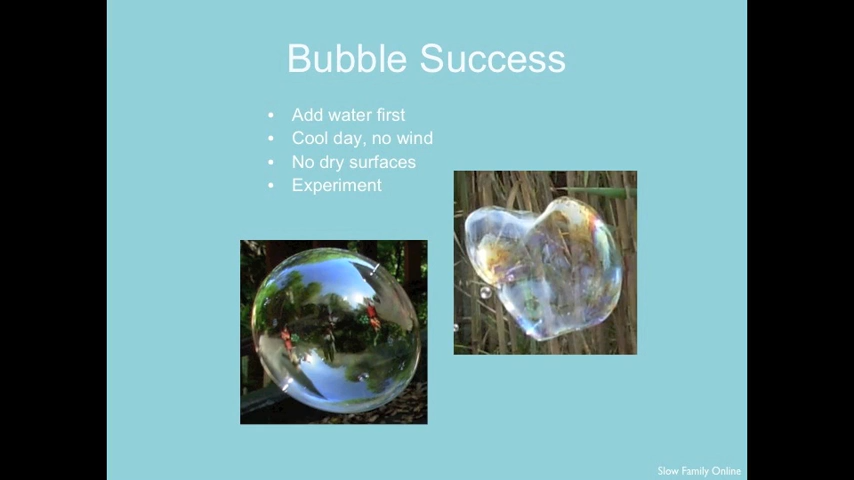 Bubble Success
• Add water first
• Cool day, no wind
• No dry surfaces
• Experiment
Slow Family Online